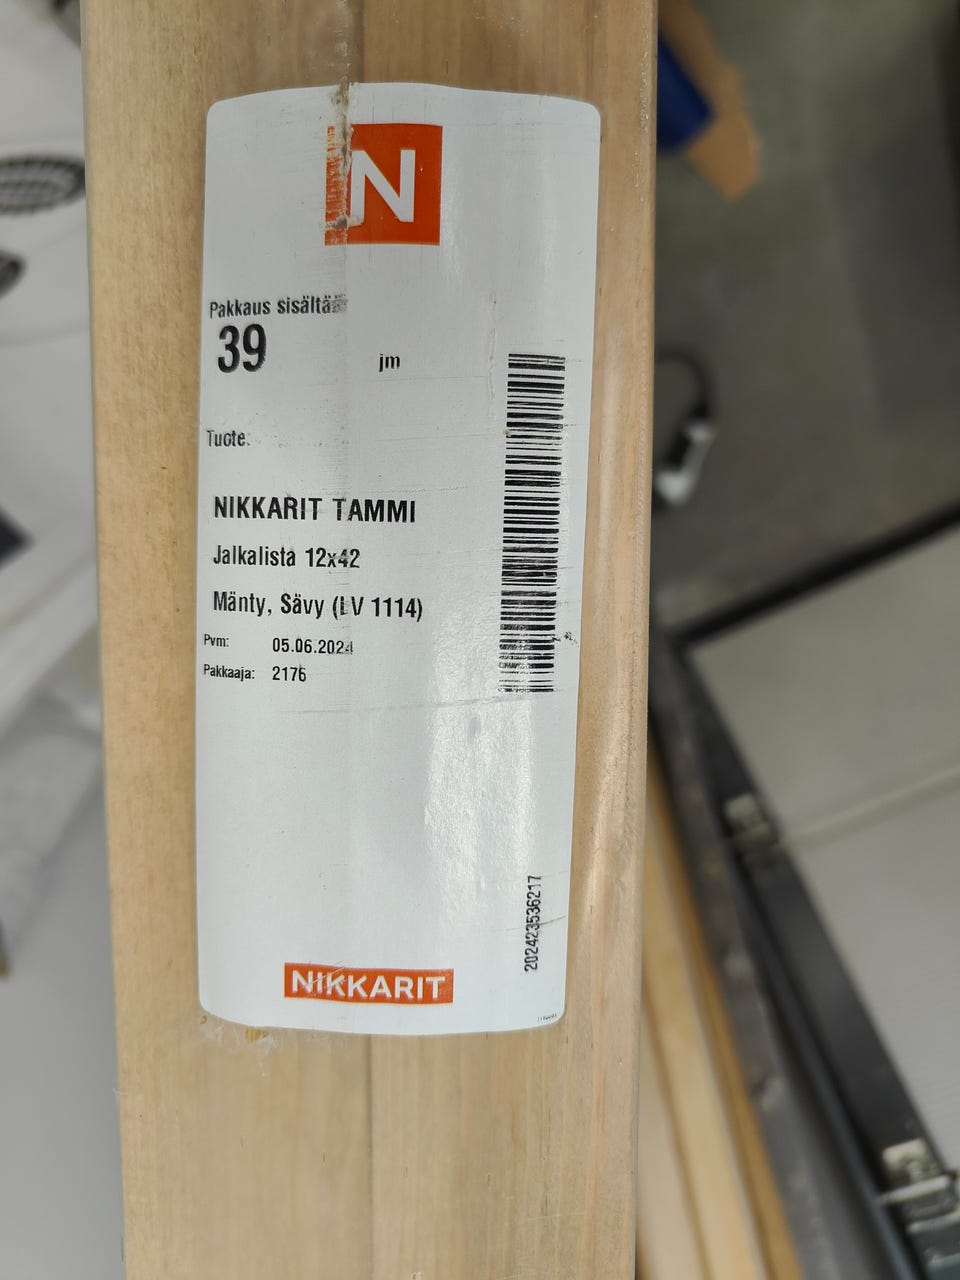 N
Pakkaus sisältää
39 jm
Tuote:
NIKKARIT TAMMI
Jalkalista 12x42
Mänty, Sävy (LV 1114)
Pvm: 05.06.2024
Pakkaaja: 2176
202423536217
NIKKARIT